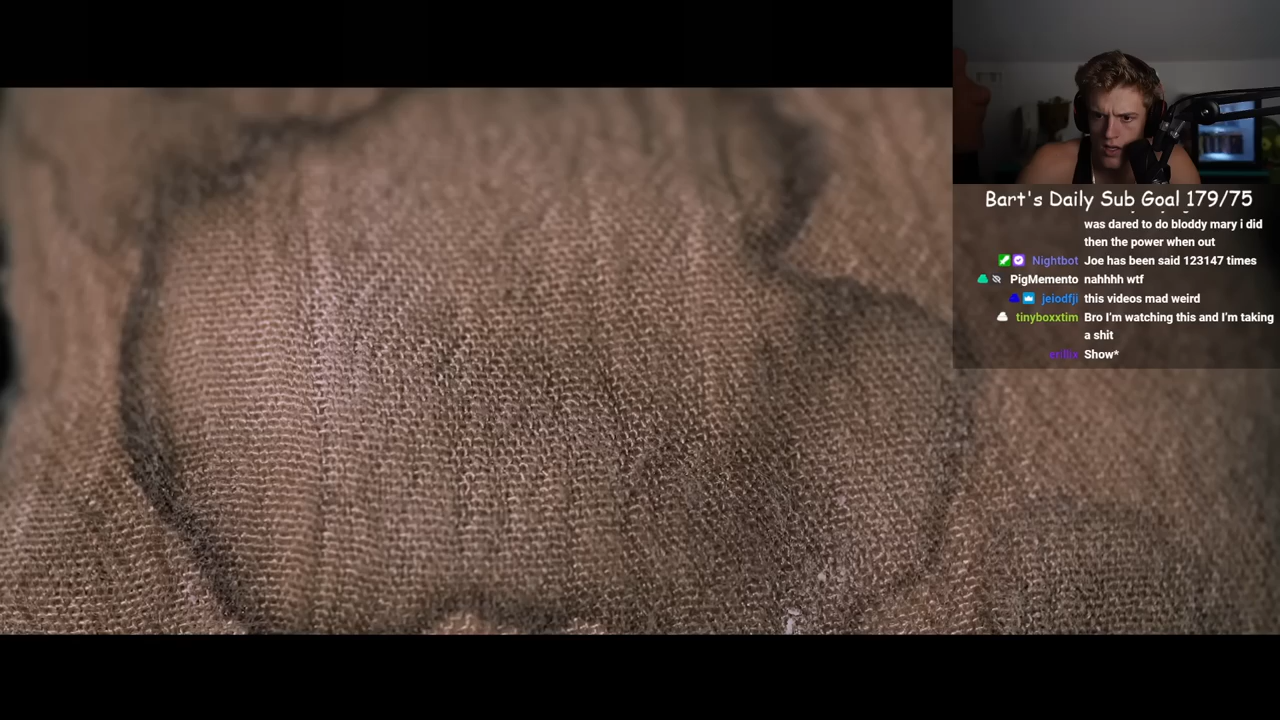 Bart's Daily Sub Goal 179/75
was dared to do bloddy mary i did
then the power when out
Nightbot Joe has been said 123147 times
PigMemento nahhhh wtf
jeiodfji this videos mad weird
tinyboxxtim Bro I'm watching this and I'm taking
a shit
Show*